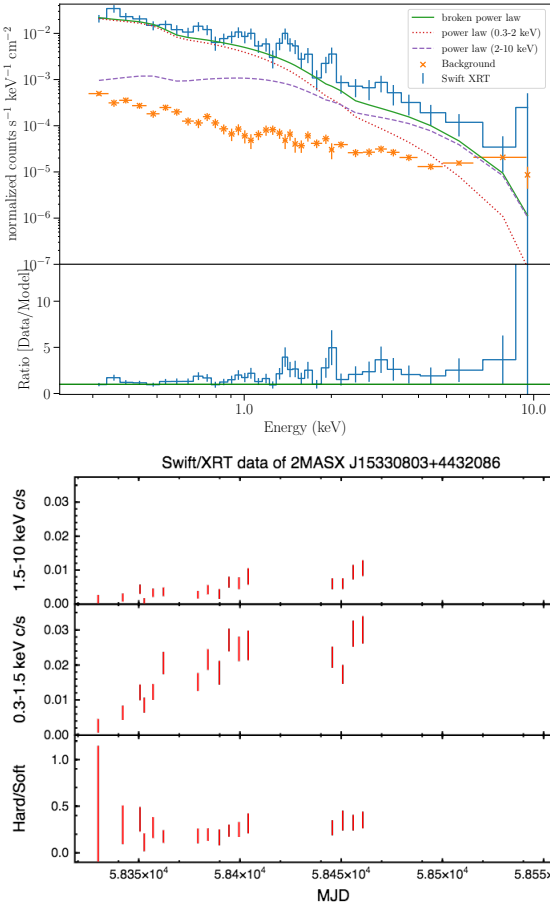 broken power law
power law (0.3-2 keV)
power law (2-10 keV)
Background
Swift XRT
normalized counts s⁻¹ keV⁻¹ cm⁻²
10⁻²
10⁻³
10⁻⁴
10⁻⁵
10⁻⁶
10⁻⁷
Ratio [Data/Model]
10
5
0
1.0
10.0
Energy (keV)
Swift/XRT data of 2MASX J15330803+4432086
1.5-10 keV c/s
0.03
0.02
0.01
0.00
0.3-1.5 keV c/s
0.03
0.02
0.01
0.00
Hard/Soft
1.0
0.5
0.0
5.835×10⁴
5.84×10⁴
5.845×10⁴
5.85×10⁴
5.855×
MJD